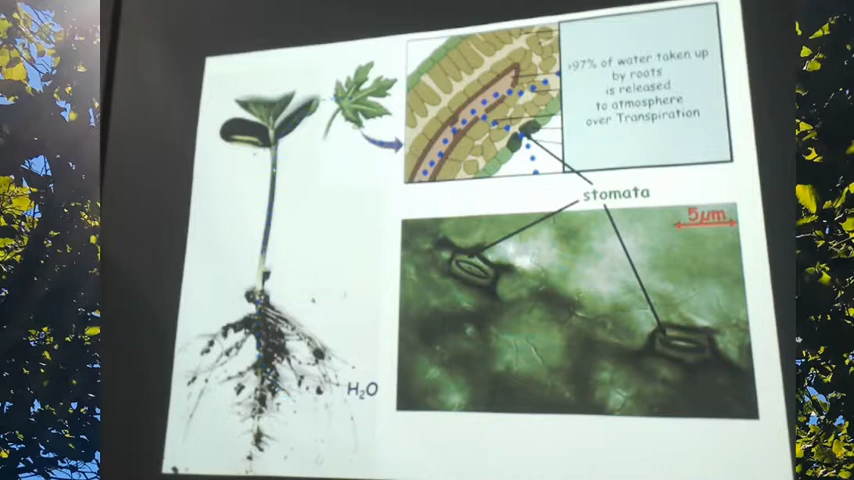 >97% of water taken up
by roots
is released
to atmosphere
over Transpiration
stomata
5µm
H₂O